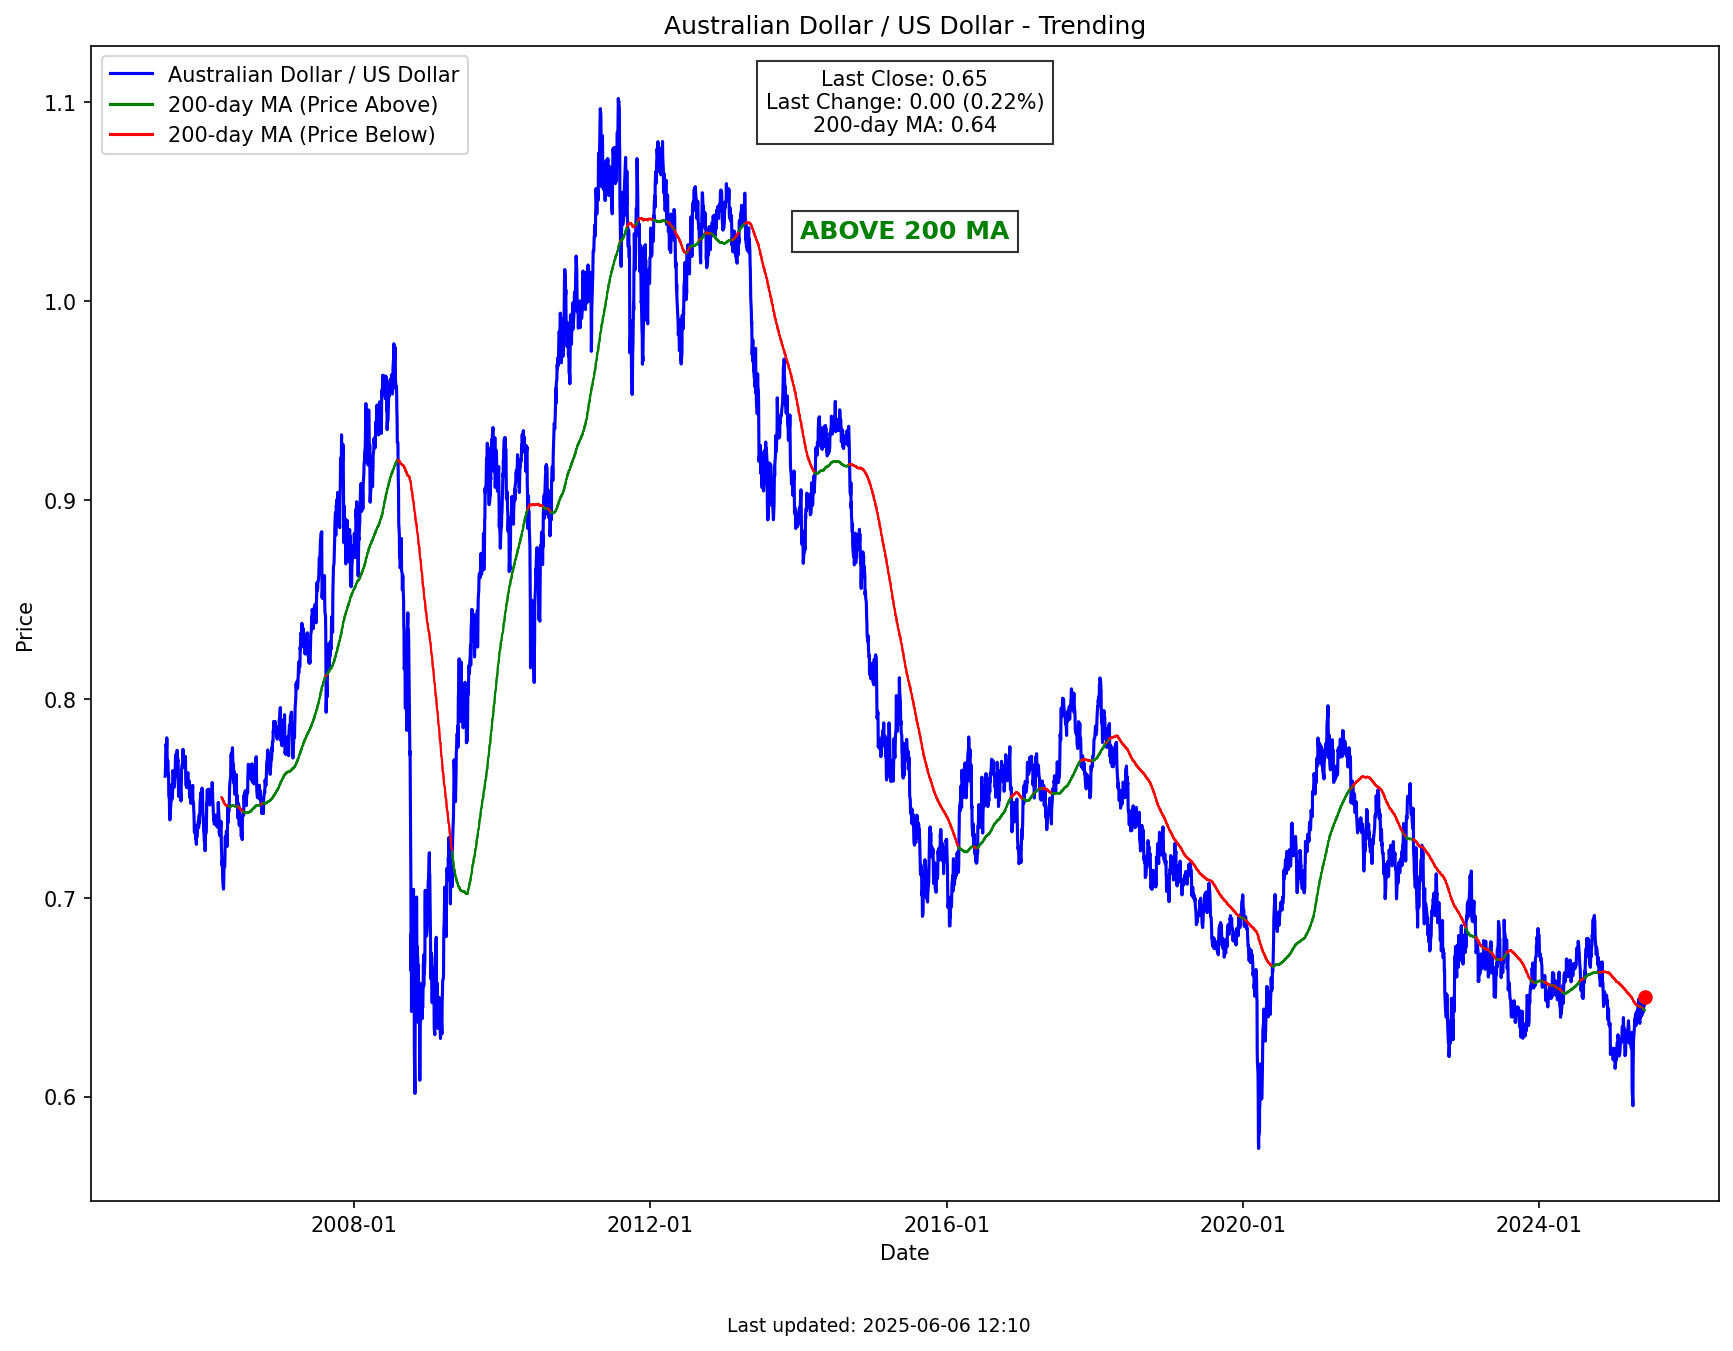 Australian Dollar / US Dollar - Trending
Australian Dollar / US Dollar
200-day MA (Price Above)
200-day MA (Price Below)
Last Close: 0.65
Last Change: 0.00 (0.22%)
200-day MA: 0.64
ABOVE 200 MA
Price
1.1
1.0
0.9
0.8
0.7
0.6
2008-01
2012-01
2016-01
2020-01
2024-01
Date
Last updated: 2025-06-06 12:10